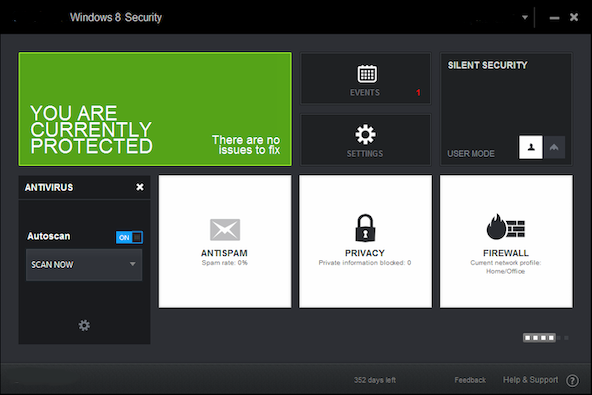 Windows 8 Security
YOU ARE
CURRENTLY
PROTECTED
There are no
issues to fix
EVENTS
1
SETTINGS
SILENT SECURITY
USER MODE
ANTIVIRUS
Autoscan
ON
SCAN NOW
ANTISPAM
Spam rate: 0%
PRIVACY
Private information blocked: 0
FIREWALL
Current network profile:
Home/Office
352 days left
Feedback
Help & Support
?